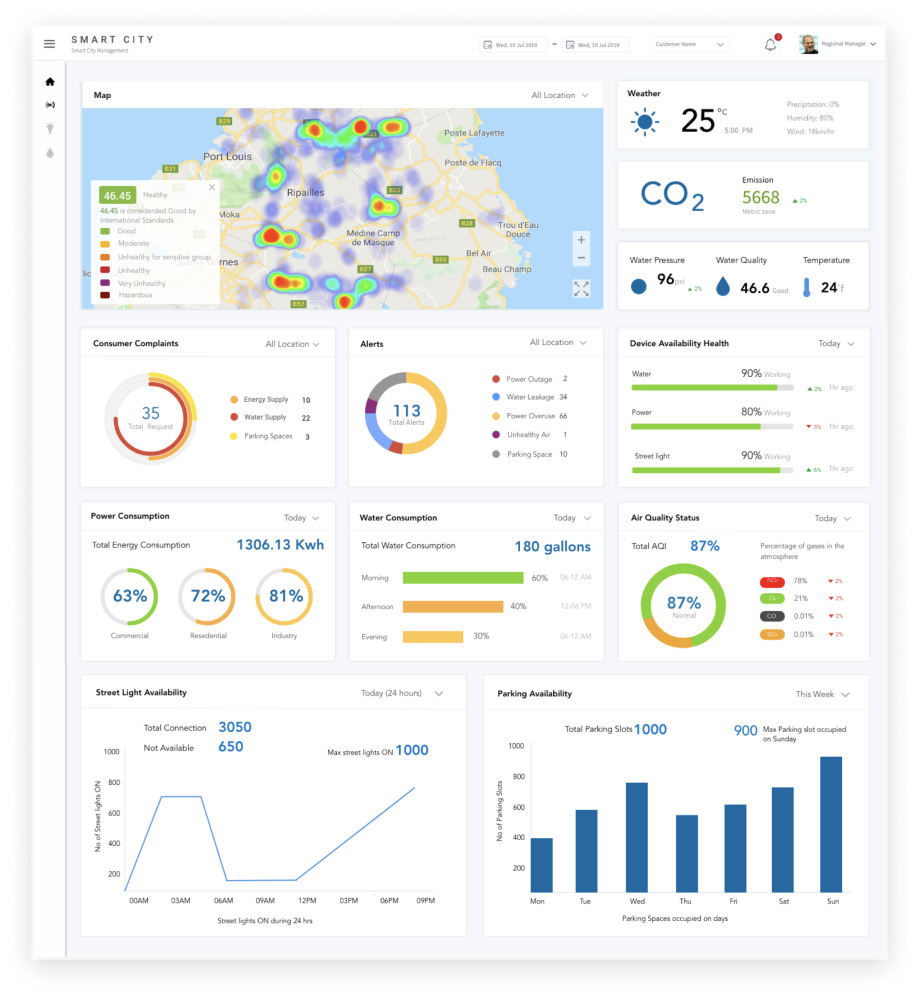 SMART CITY
Smart City Management
Wed, 10 Jul 2019 – Wed, 10 Jul 2019
Customer Name
Regional Manager
Map
All Location
B29
B31
B23
B28
B55
B27
B52
Port Louis
Poste Lafayette
Poste de Flacq
Ripailles
Moka
Medine Camp
de Masque
Trou d'Eau
Douce
Bel Air
Beau Champ
46.45 Healthy
46.45 is considerded Good by
International Standards
Good
Moderate
Unhealthy for sensitive group
Unhealthy
Very Unhealthy
Hazardous
Weather
25 °C
5:00 PM
Preciptation: 0%
Humidity: 80%
Wind: 18km/hr
CO2
Emission
5668 2%
Metric tone
Water Pressure
96 psi 2%
Water Quality
46.6 Good
Temperature
24°f
Consumer Complaints
All Location
35
Total Request
Energy Supply 10
Water Supply 22
Parking Spaces 3
Alerts
All Location
113
Total Alerts
Power Outage 2
Water Leakage 34
Power Overuse 66
Unhealthy Air 1
Parking Space 10
Device Availability Health
Today
Water 90% Working
2% 1hr ago
Power 80% Working
3% 1hr ago
Street light 90% Working
6% 1hr ago
Power Consumption
Today
Total Energy Consumption 1306.13 Kwh
63% 72% 81%
Commercial Resedential Industry
Water Consumption
Today
Total Water Consumption 180 gallons
Morning 60% 06-12 AM
Afternoon 40% 12-06 PM
Evening 30% 06-12 AM
Air Quality Status
Today
Total AQI 87%
87%
Normal
Percentage of gases in the
atmosphere
78% 2%
21% 2%
CO 0.01% 2%
0.01% 2%
Street Light Availability
Today (24 hours)
Total Connection 3050
Not Available 650
Max street lights ON 1000
No of Street lights ON
1000
800
600
400
200
00AM 03AM 06AM 09AM 12PM 03PM 06PM 09PM
Street lights ON during 24 hrs
Parking Availability
This Week
Total Parking Slots 1000
900 Max Parking slot occupied
on Sunday
No of Parking Slots
1000
800
600
400
200
Mon Tue Wed Thu Fri Sat Sun
Parking Spaces occupied on days